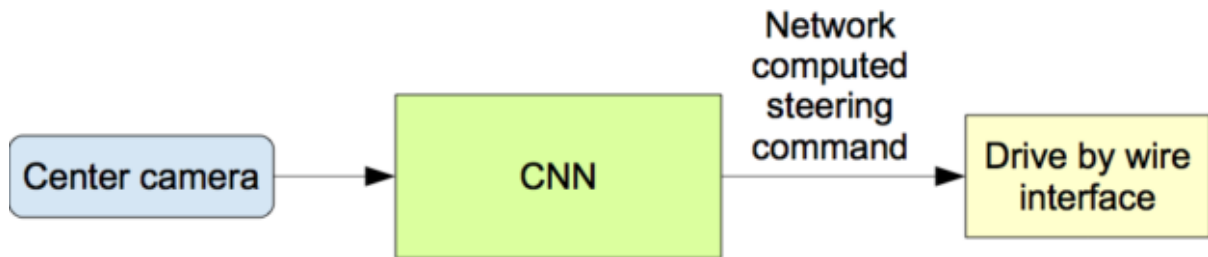 Center camera
CNN
Network
computed
steering
command
Drive by wire
interface